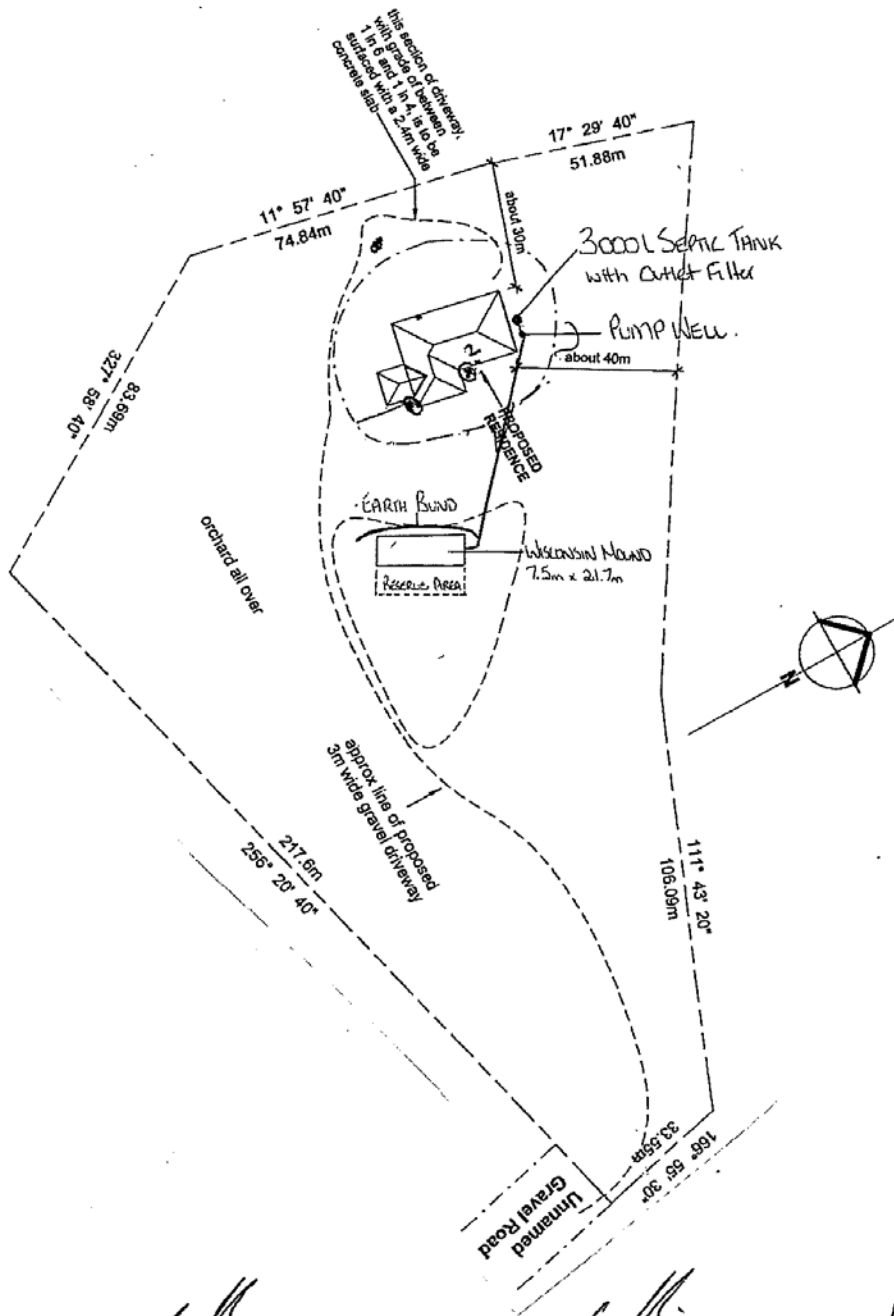 this section of driveway,
with grade of between
1 in 6 and 1 in 4, is to be
surfaced with a 2.4m wide
concrete slab
17° 29' 40"
51.88m
11° 57' 40"
74.84m
about 30m
3000L SEPTIC TANK
with Outlet Filter
PUMP WELL.
about 40m
327° 58' 40"
83.69m
PROPOSED
RESIDENCE
EARTH BUND
WISCONSIN MOUND
7.5m x 21.7m
RESERVE AREA
orchard all over
N
approx line of proposed
3m wide gravel driveway
217.6m
256° 20' 40"
111° 43' 20"
106.09m
33.55m
166° 55' 30"
Unnamed
Gravel Road